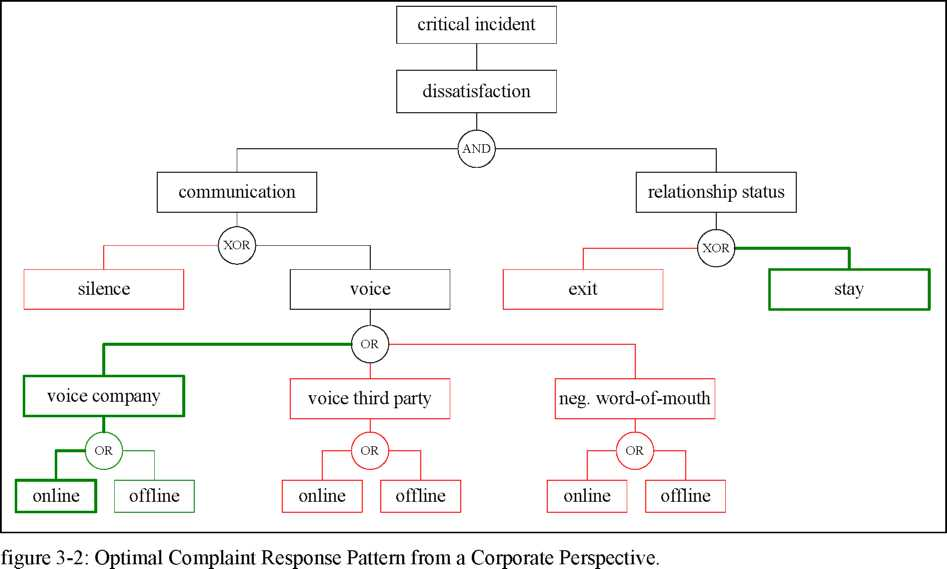 critical incident
dissatisfaction
AND
communication
relationship status
XOR
XOR
silence
voice
exit
stay
OR
voice company
voice third party
neg. word-of-mouth
OR
OR
OR
online
offline
online
offline
online
offline
figure 3-2: Optimal Complaint Response Pattern from a Corporate Perspective.